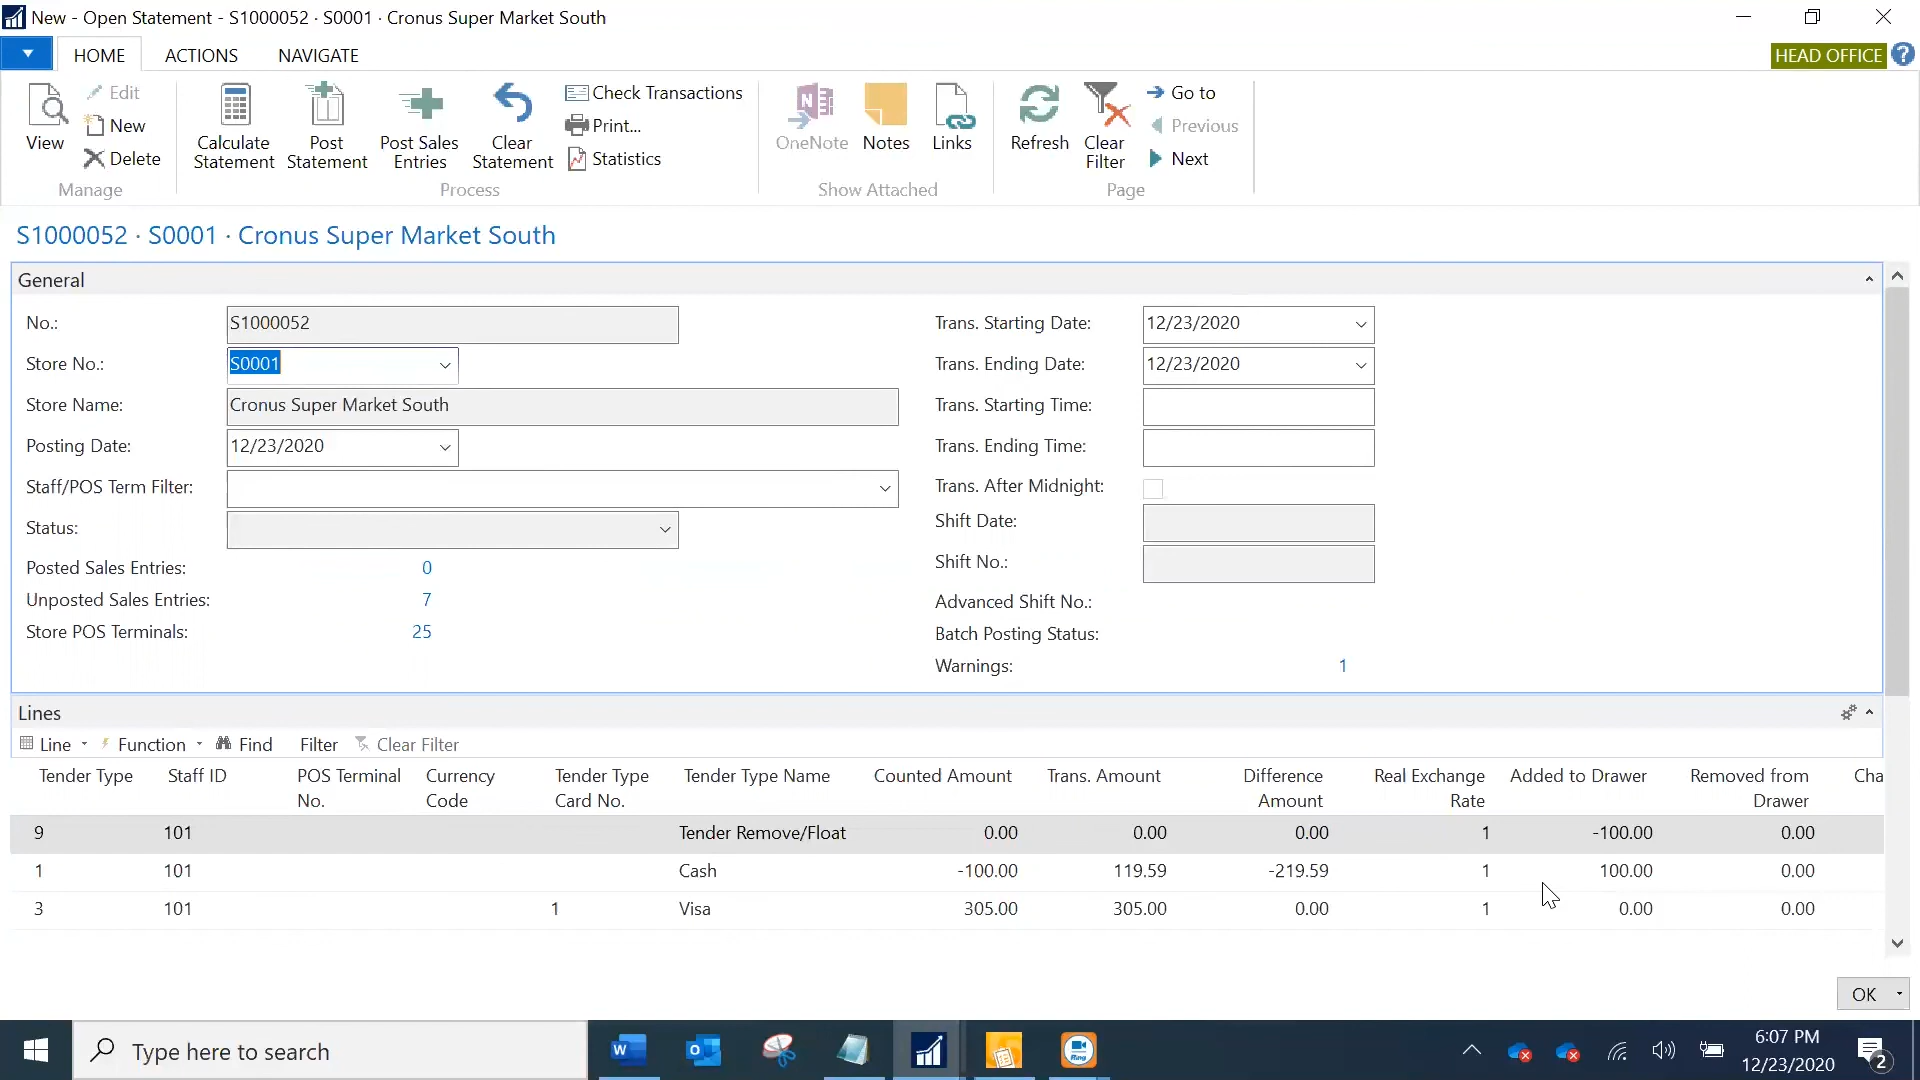 New - Open Statement - S1000052 · S0001 · Cronus Super Market South
HOME ACTIONS NAVIGATE HEAD OFFICE ?
View
Edit
New
Delete
Manage
Calculate Statement
Post Statement
Post Sales Entries
Clear Statement
Check Transactions
Print...
Statistics
Process
OneNote
Notes
Links
Show Attached
Refresh
Clear Filter
Go to
Previous
Next
Page
S1000052 · S0001 · Cronus Super Market South
General
No.: S1000052
Store No.: S0001
Store Name: Cronus Super Market South
Posting Date: 12/23/2020
Staff/POS Term Filter:
Status:
Posted Sales Entries: 0
Unposted Sales Entries: 7
Store POS Terminals: 25
Trans. Starting Date: 12/23/2020
Trans. Ending Date: 12/23/2020
Trans. Starting Time:
Trans. Ending Time:
Trans. After Midnight:
Shift Date:
Shift No.:
Advanced Shift No.:
Batch Posting Status:
Warnings: 1
Lines
Line Function Find Filter Clear Filter
Tender Type Staff ID POS Terminal No. Currency Code Tender Type Card No. Tender Type Name Counted Amount Trans. Amount Difference Amount Real Exchange Rate Added to Drawer Removed from Drawer Cha
9 101 Tender Remove/Float 0.00 0.00 0.00 1 -100.00 0.00
1 101 Cash -100.00 119.59 -219.59 1 100.00 0.00
3 101 1 Visa 305.00 305.00 0.00 1 0.00 0.00
OK
Type here to search
6:07 PM
12/23/2020
2